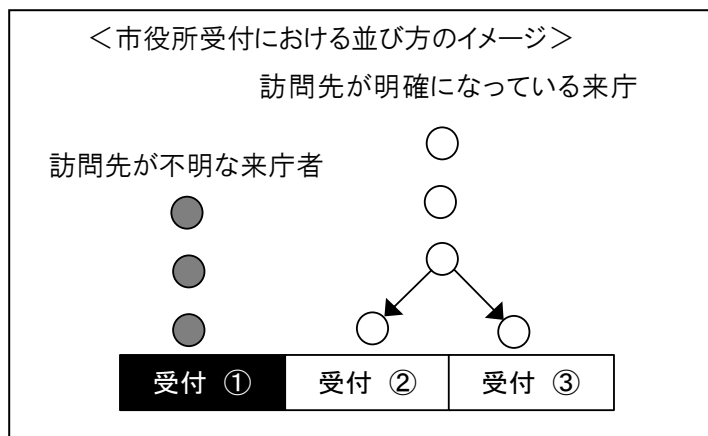 ＜市役所受付における並び方のイメージ＞
訪問先が明確になっている来庁
訪問先が不明な来庁者
受付 ①
受付 ②
受付 ③